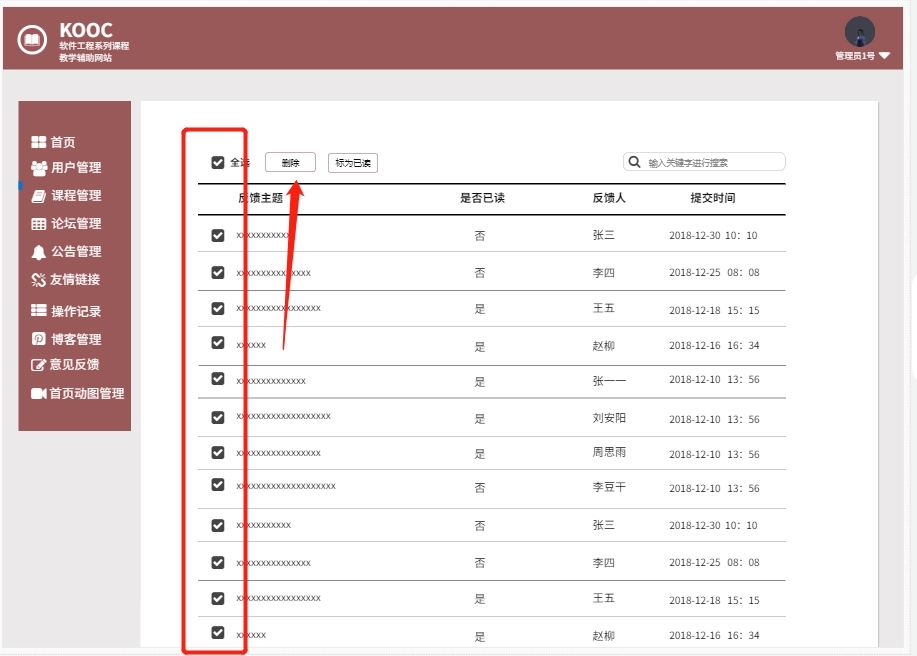 KOOC
软件工程系列课程
教学辅助网站
管理员1号
首页
用户管理
课程管理
论坛管理
公告管理
友情链接
操作记录
博客管理
意见反馈
首页动图管理
全选 删除 标为已读 输入关键字进行搜索
反馈主题 是否已读 反馈人 提交时间
xxxxxxxxxxx 否 张三 2018-12-30 10：10
xxxxxxxxxxxxxxx 否 李四 2018-12-25 08：08
xxxxxxxxxxxxxxxxx 是 王五 2018-12-18 15：15
xxxxxx 是 赵柳 2018-12-16 16：34
xxxxxxxxxxxxxx 是 张一一 2018-12-10 13：56
xxxxxxxxxxxxxxxxxxx 是 刘安阳 2018-12-10 13：56
xxxxxxxxxxxxxxxxx 是 周思雨 2018-12-10 13：56
xxxxxxxxxxxxxxxxxxxx 否 李豆干 2018-12-10 13：56
xxxxxxxxxxx 否 张三 2018-12-30 10：10
xxxxxxxxxxxxxxx 否 李四 2018-12-25 08：08
xxxxxxxxxxxxxxxxx 是 王五 2018-12-18 15：15
xxxxxx 是 赵柳 2018-12-16 16：34